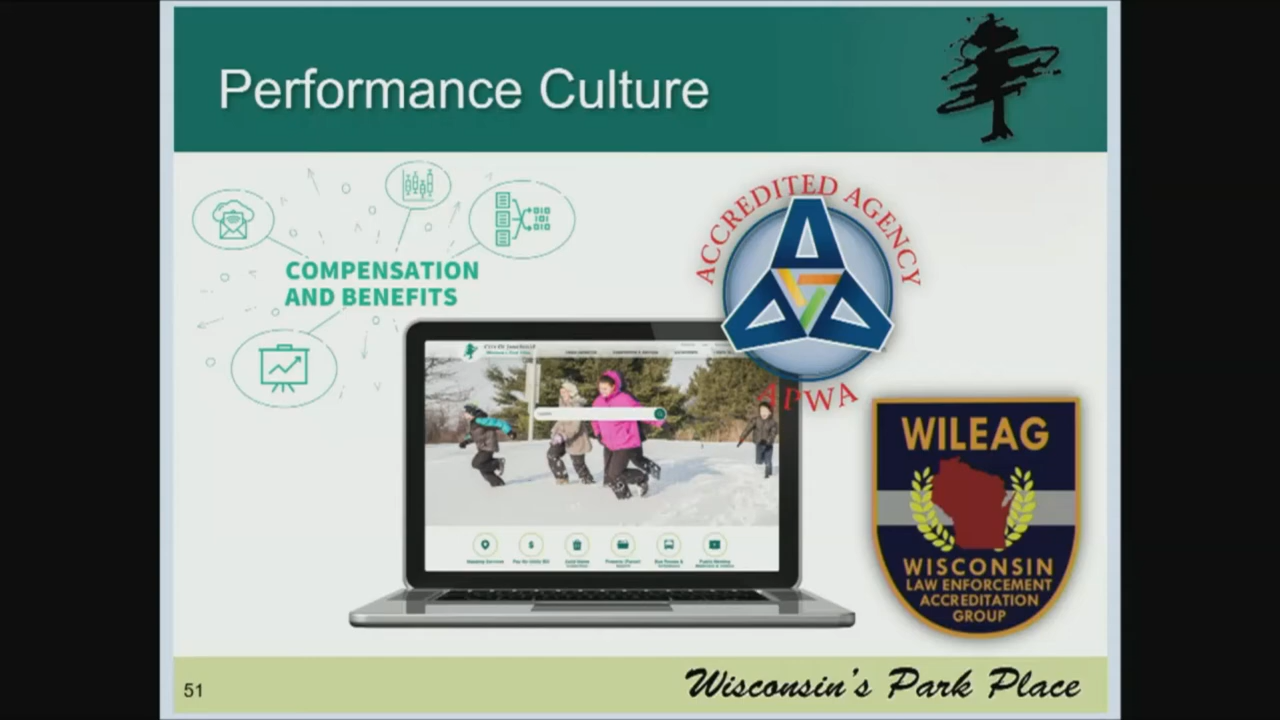 Performance Culture
COMPENSATION
AND BENEFITS
ACCREDITED AGENCY
APWA
WILEAG
WISCONSIN
LAW ENFORCEMENT
ACCREDITATION
GROUP
51
Wisconsin's Park Place